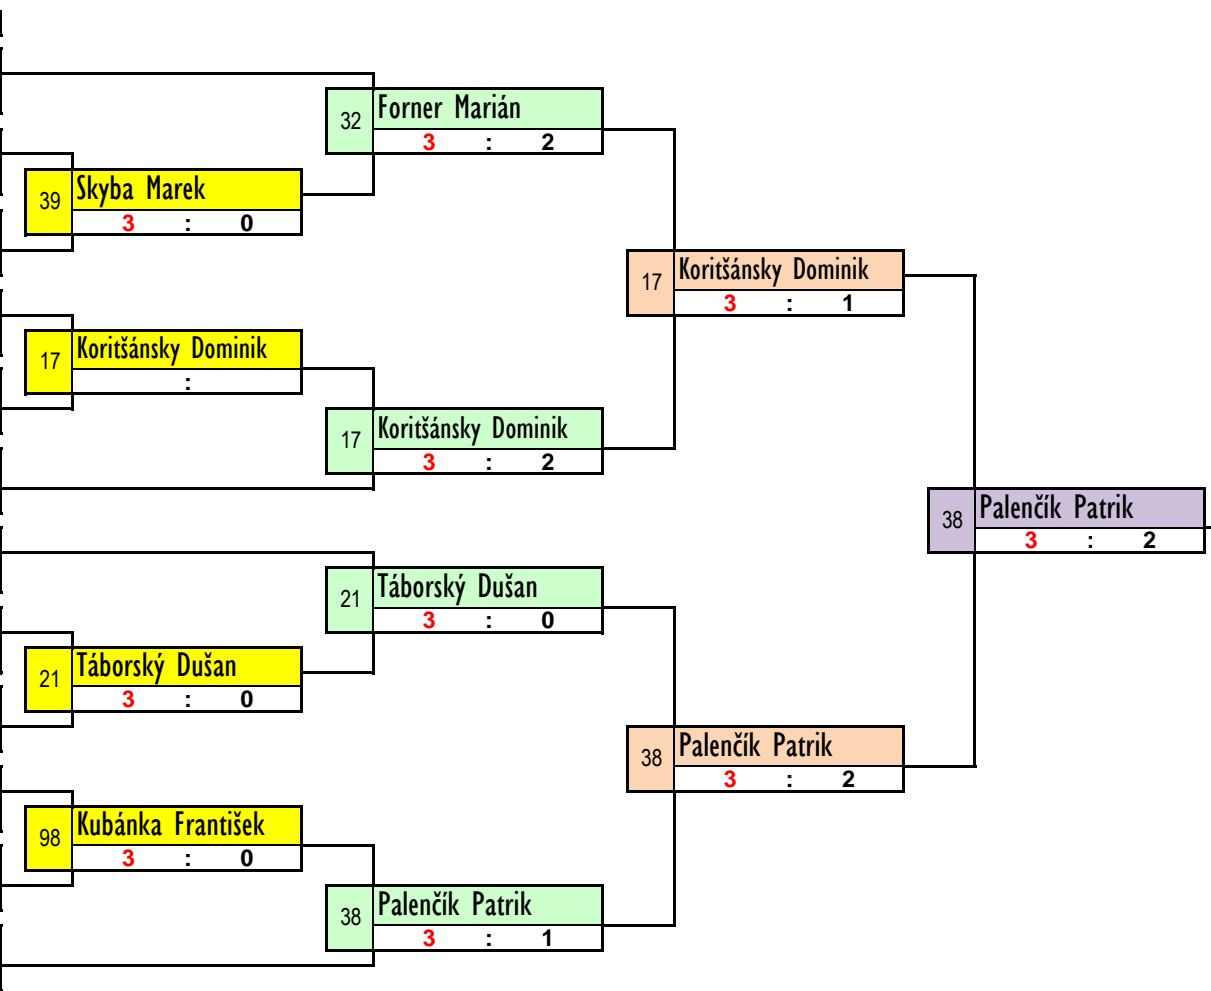 32 Forner Marián
3 : 2
39 Skyba Marek
3 : 0
17 Koritšánsky Dominik
3 : 1
17 Koritšánsky Dominik
:
17 Koritšánsky Dominik
3 : 2
38 Palenčík Patrik
3 : 2
21 Táborský Dušan
3 : 0
21 Táborský Dušan
3 : 0
38 Palenčík Patrik
3 : 2
98 Kubánka František
3 : 0
38 Palenčík Patrik
3 : 1